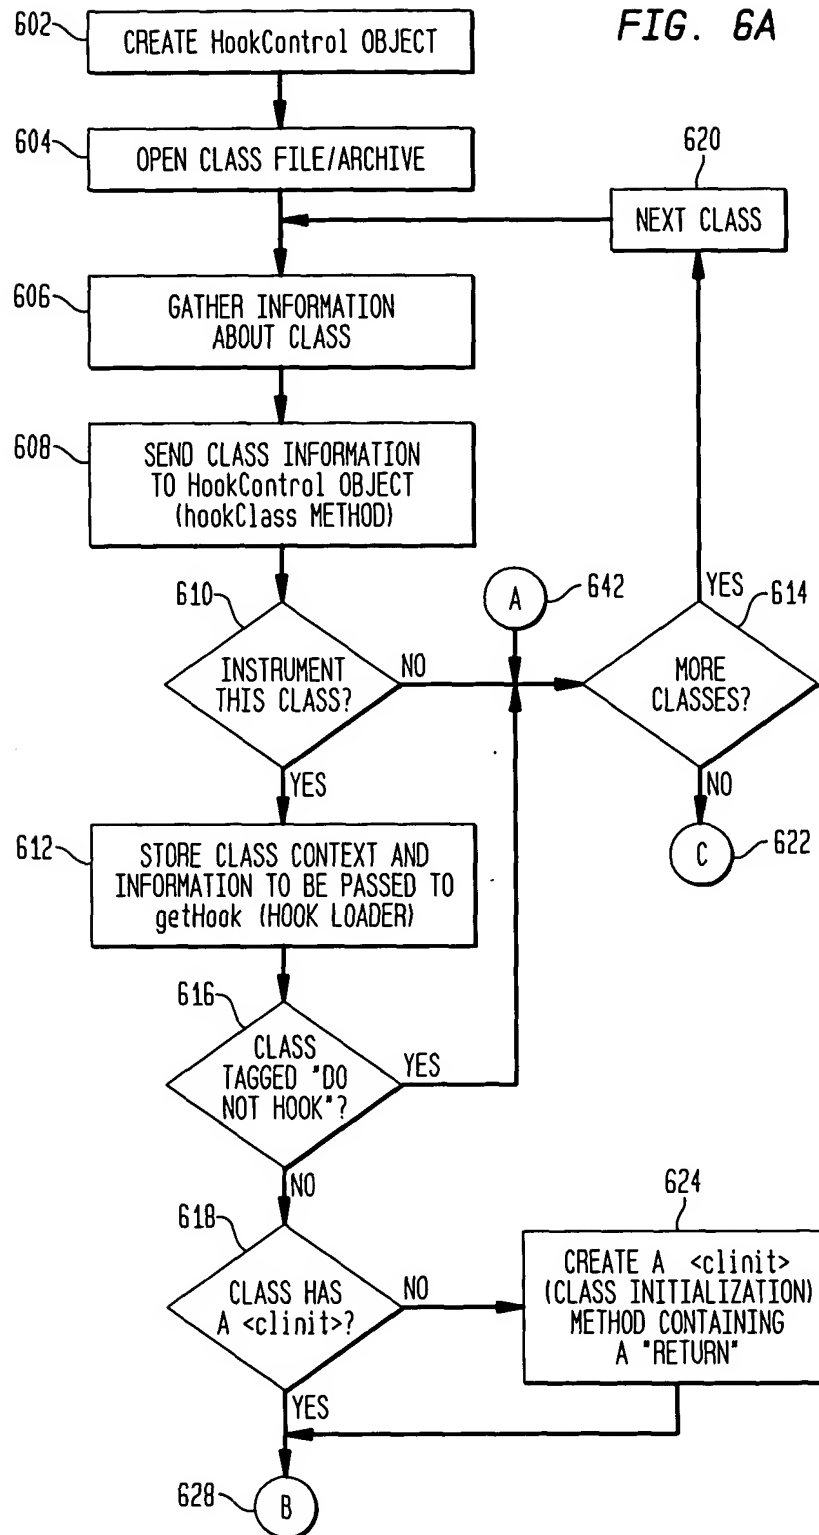 FIG. 6A
602
CREATE HookControl OBJECT
604
OPEN CLASS FILE/ARCHIVE
620
NEXT CLASS
606
GATHER INFORMATION
ABOUT CLASS
608
SEND CLASS INFORMATION
TO HookControl OBJECT
(hookClass METHOD)
610
INSTRUMENT
THIS CLASS?
NO
YES
A
642
YES
614
MORE
CLASSES?
NO
C
622
612
STORE CLASS CONTEXT AND
INFORMATION TO BE PASSED TO
getHook (HOOK LOADER)
616
CLASS
TAGGED "DO
NOT HOOK"?
YES
NO
618
CLASS HAS
A <clinit>?
NO
YES
624
CREATE A <clinit>
(CLASS INITIALIZATION)
METHOD CONTAINING
A "RETURN"
628
B